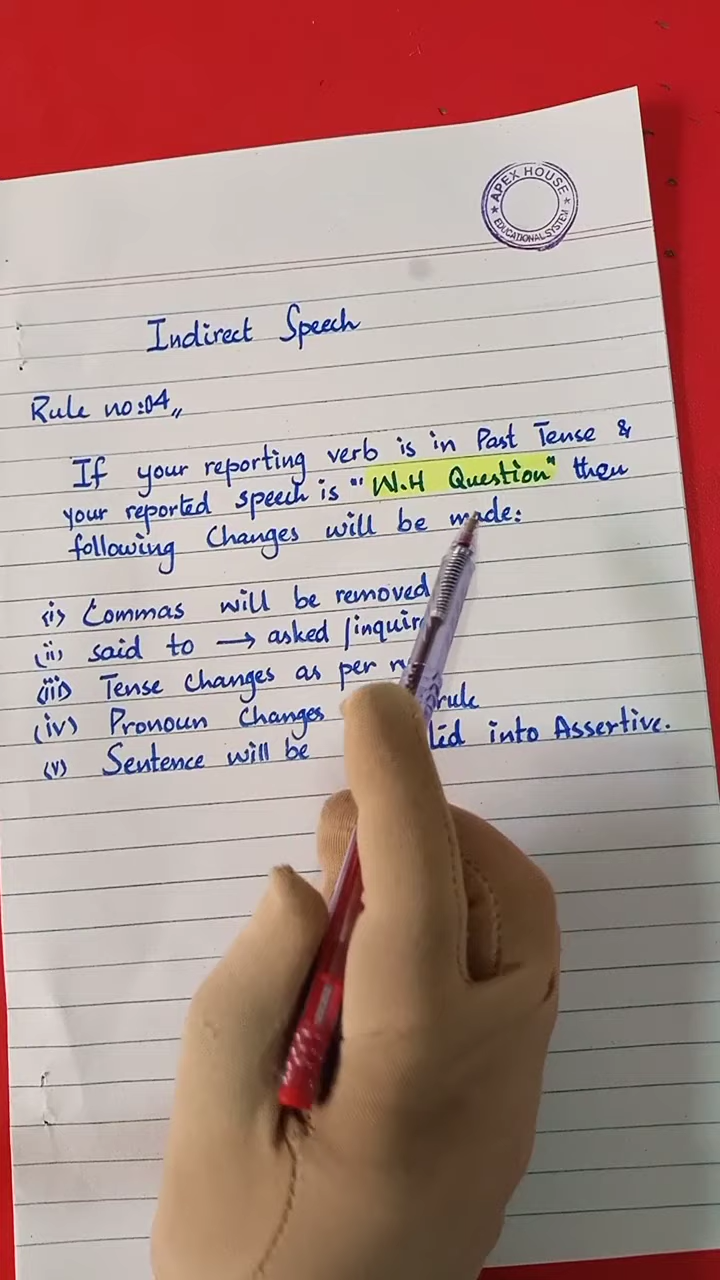 ★ APEX HOUSE ★
EDUCATIONAL SYSTEM
Indirect Speech
Rule no:04,,
If your reporting verb is in Past Tense &
your reported speech is "W.H Question" then
following Changes will be made:
(i) Commas will be removed
(ii) said to → asked /inquir
(iii) Tense changes as per
(iv) Pronoun Changes rule
(v) Sentence will be into Assertive.